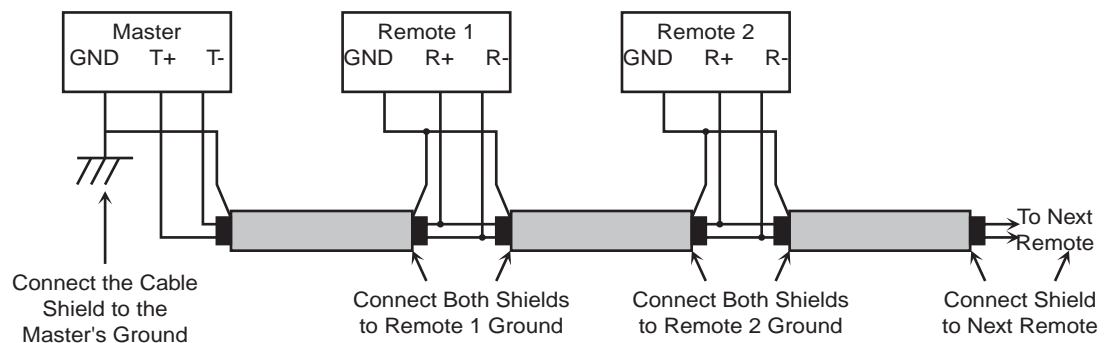 Master
GND T+ T-
Remote 1
GND R+ R-
Remote 2
GND R+ R-
To Next
Remote
Connect the Cable
Shield to the
Master's Ground
Connect Both Shields
to Remote 1 Ground
Connect Both Shields
to Remote 2 Ground
Connect Shield
to Next Remote